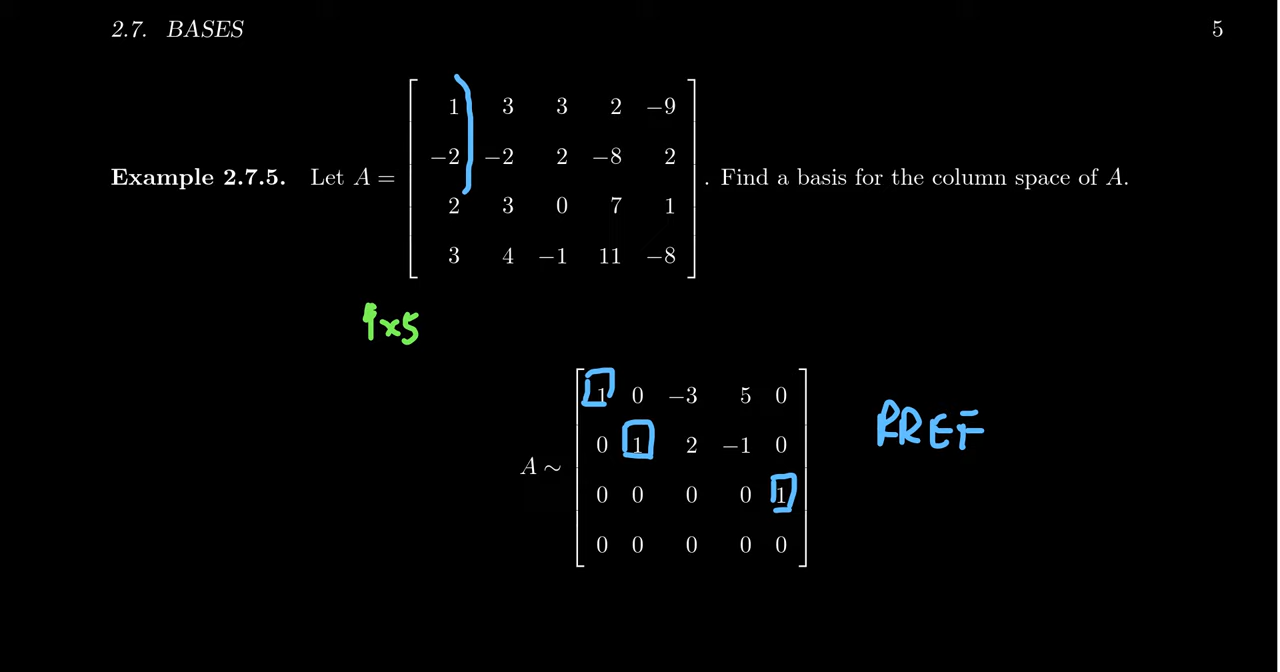 2.7. BASES 5
1 3 3 2 −9
−2 −2 2 −8 2
Example 2.7.5. Let A = . Find a basis for the column space of A.
2 3 0 7 1
3 4 −1 11 −8
4×5
1 0 −3 5 0
0 1 2 −1 0
A ∼
0 0 0 0 1
0 0 0 0 0
RREF